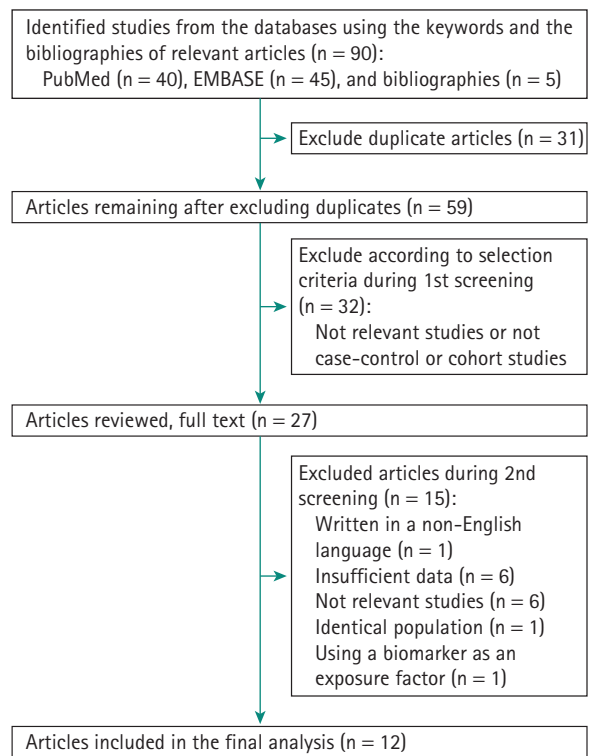 Identified studies from the databases using the keywords and the
bibliographies of relevant articles (n = 90):
PubMed (n = 40), EMBASE (n = 45), and bibliographies (n = 5)
Exclude duplicate articles (n = 31)
Articles remaining after excluding duplicates (n = 59)
Exclude according to selection
criteria during 1st screening
(n = 32):
Not relevant studies or not
case-control or cohort studies
Articles reviewed, full text (n = 27)
Excluded articles during 2nd
screening (n = 15):
Written in a non-English
language (n = 1)
Insufficient data (n = 6)
Not relevant studies (n = 6)
Identical population (n = 1)
Using a biomarker as an
exposure factor (n = 1)
Articles included in the final analysis (n = 12)